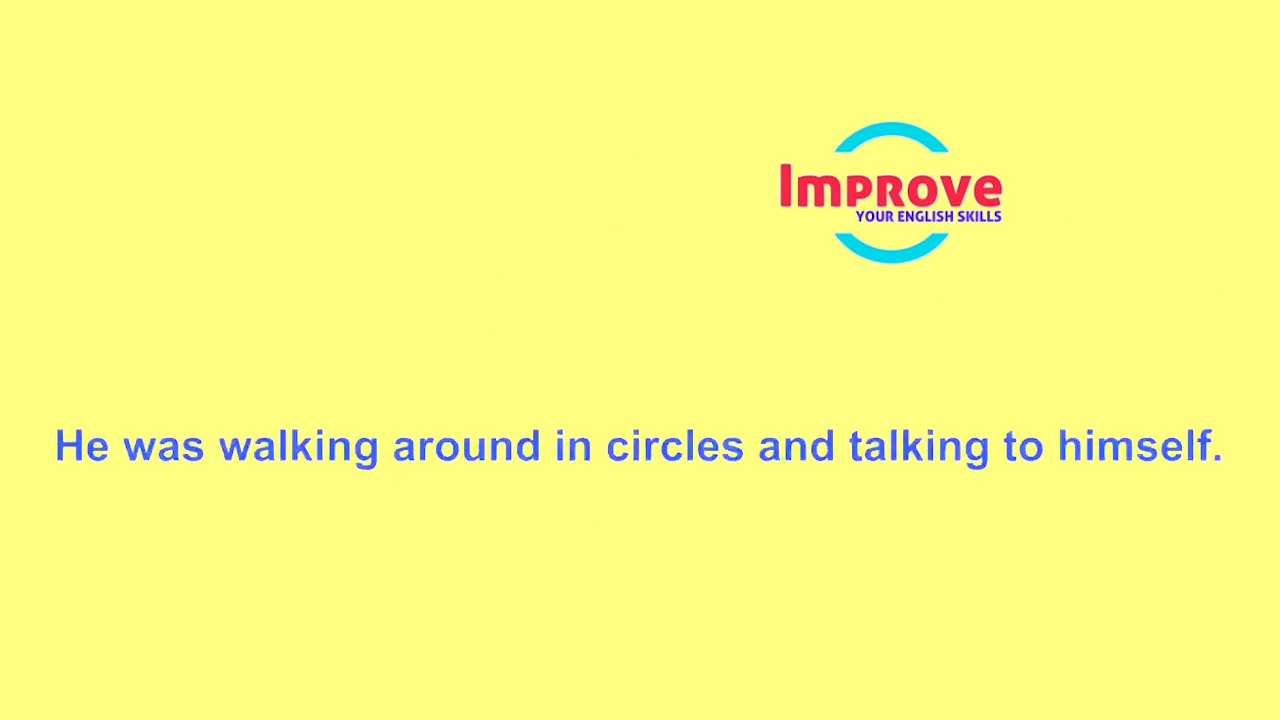 Improve
YOUR ENGLISH SKILLS
He was walking around in circles and talking to himself.